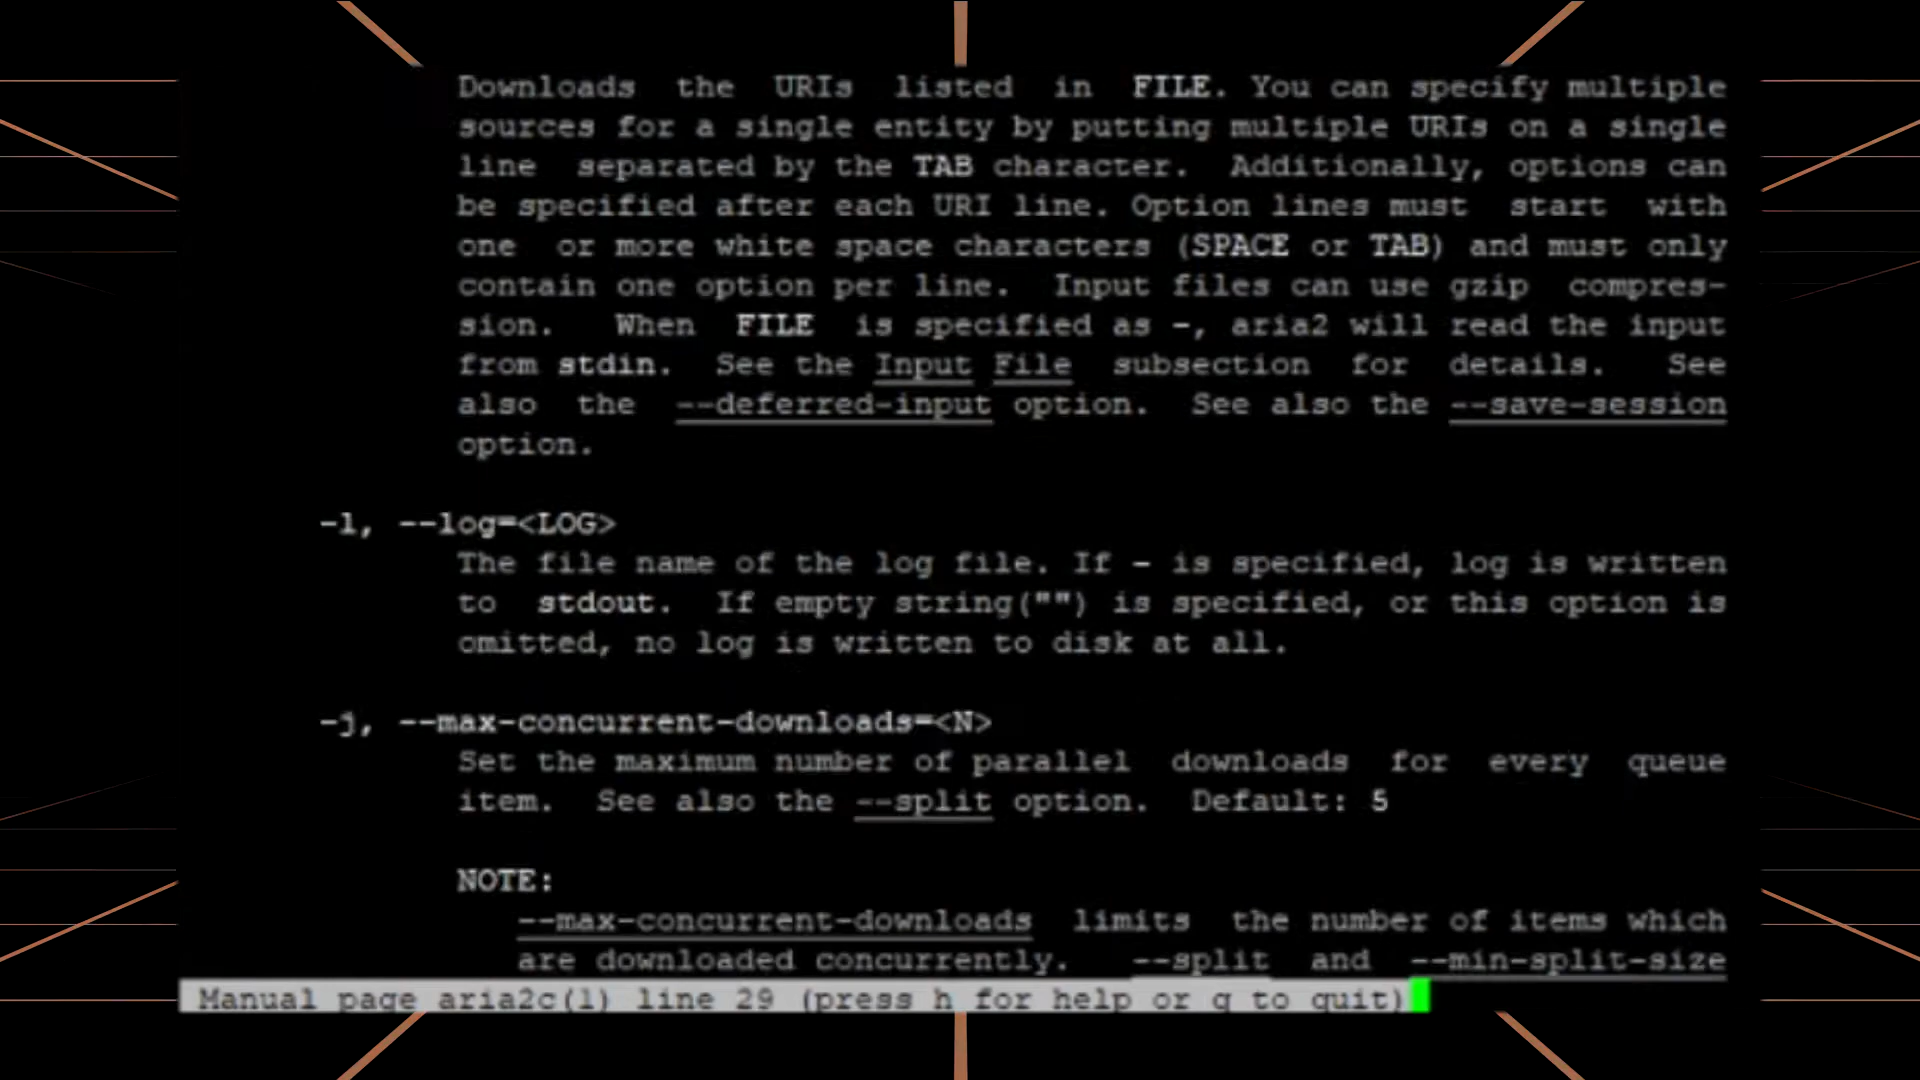 Downloads the URIs listed in FILE. You can specify multiple
sources for a single entity by putting multiple URIs on a single
line separated by the TAB character. Additionally, options can
be specified after each URI line. Option lines must start with
one or more white space characters (SPACE or TAB) and must only
contain one option per line. Input files can use gzip compres-
sion. When FILE is specified as -, aria2 will read the input
from stdin. See the Input File subsection for details. See
also the --deferred-input option. See also the --save-session
option.
-l, --log=<LOG>
The file name of the log file. If - is specified, log is written
to stdout. If empty string("") is specified, or this option is
omitted, no log is written to disk at all.
-j, --max-concurrent-downloads=<N>
Set the maximum number of parallel downloads for every queue
item. See also the --split option. Default: 5
NOTE:
--max-concurrent-downloads limits the number of items which
are downloaded concurrently. --split and --min-split-size
Manual page aria2c(1) line 29 (press h for help or q to quit)